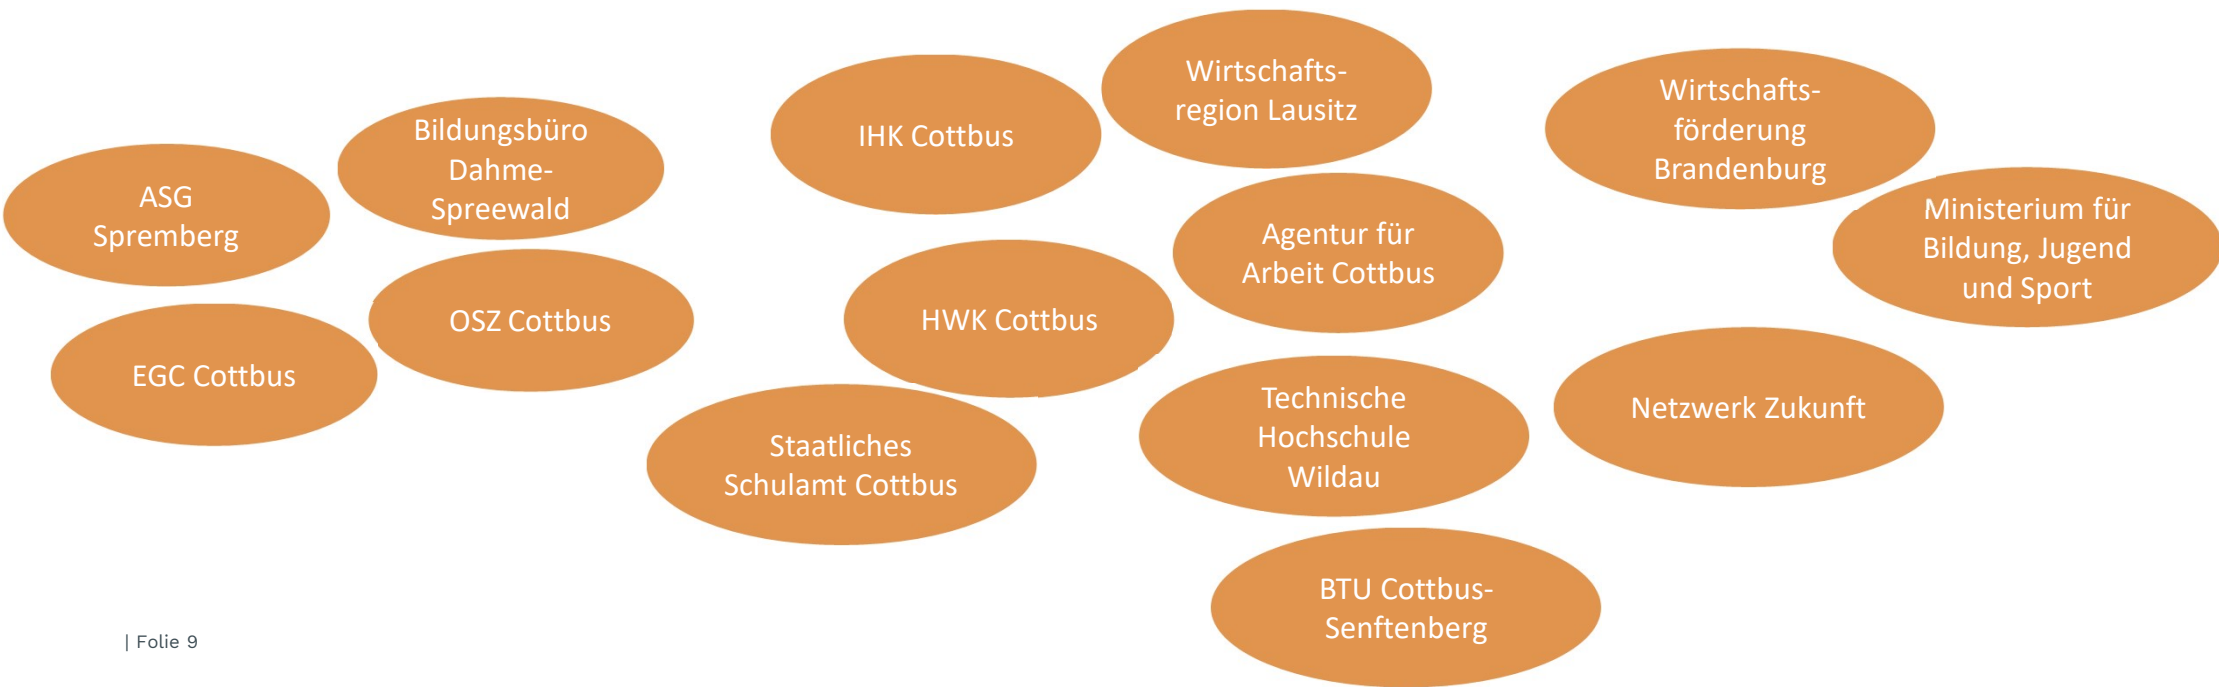 ASG
Spremberg
Bildungsbüro
Dahme-
Spreewald
EGC Cottbus
OSZ Cottbus
IHK Cottbus
Wirtschafts-
region Lausitz
HWK Cottbus
Agentur für
Arbeit Cottbus
Staatliches
Schulamt Cottbus
Technische
Hochschule
Wildau
BTU Cottbus-
Senftenberg
Wirtschafts-
förderung
Brandenburg
Ministerium für
Bildung, Jugend
und Sport
Netzwerk Zukunft
| Folie 9